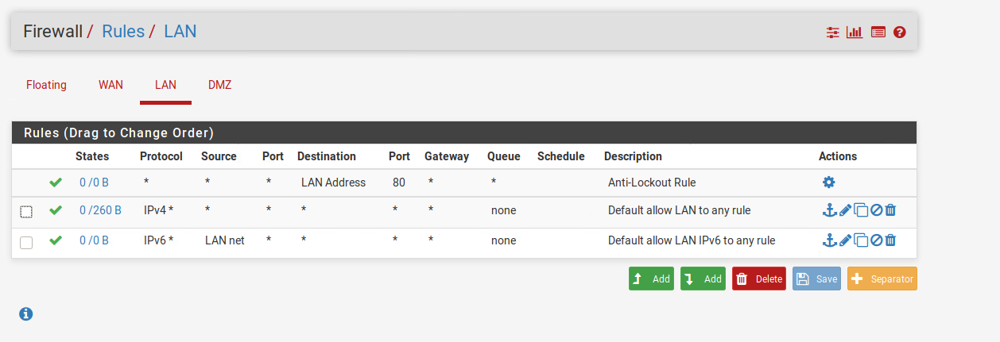 Firewall / Rules / LAN
Floating WAN LAN DMZ
Rules (Drag to Change Order)
States Protocol Source Port Destination Port Gateway Queue Schedule Description Actions
0 /0 B * * * LAN Address 80 * * Anti-Lockout Rule
0 /260 B IPv4 * * * * * * none Default allow LAN to any rule
0 /0 B IPv6 * LAN net * * * * none Default allow LAN IPv6 to any rule
Add Add Delete Save Separator